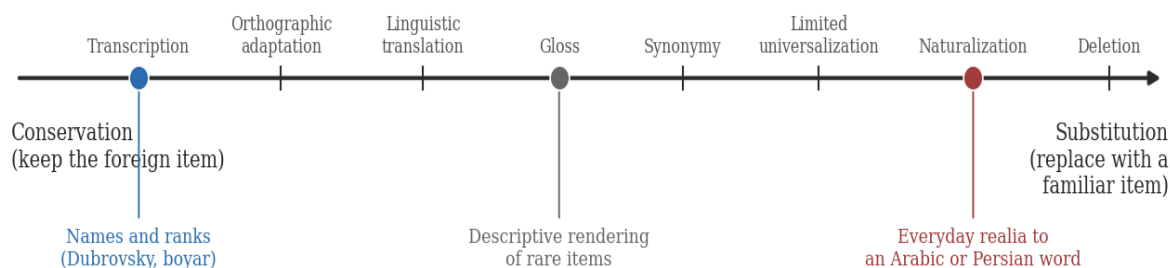 Transcription
Orthographic
adaptation
Linguistic
translation
Gloss
Synonymy
Limited
universalization
Naturalization
Deletion
Conservation
(keep the foreign item)
Substitution
(replace with a
familiar item)
Names and ranks
(Dubrovsky, boyar)
Descriptive rendering
of rare items
Everyday realia to
an Arabic or Persian word